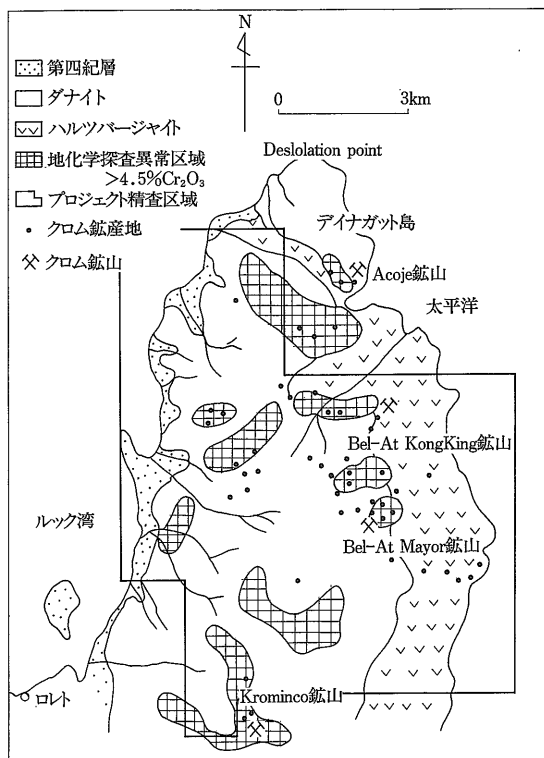 N
第四紀層
ダナイト
ハルツバージャイト
地化学探査異常区域
>4.5%Cr₂O₃
プロジェクト精査区域
クロム鉱産地
クロム鉱山
0 3km
Deslolation point
デイナガット島
Acoje鉱山
太平洋
Bel-At KongKing鉱山
Bel-At Mayor鉱山
ルック湾
ロレト
Krominco鉱山